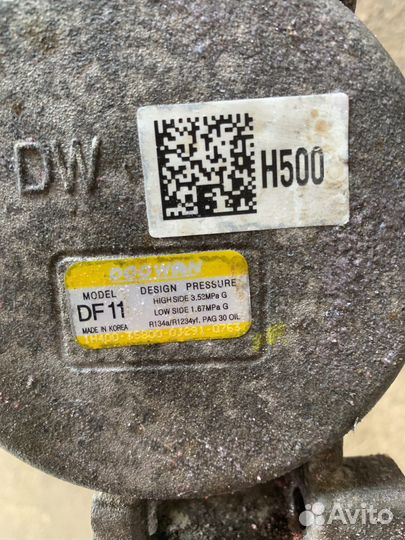 DW
H500
DOOWON
MODEL DESIGN PRESSURE
DF11
HIGH SIDE 3.52MPa G
LOW SIDE 1.67MPa G
MADE IN KOREA
R134a/R1234yf, PAG 30 OIL
Avito